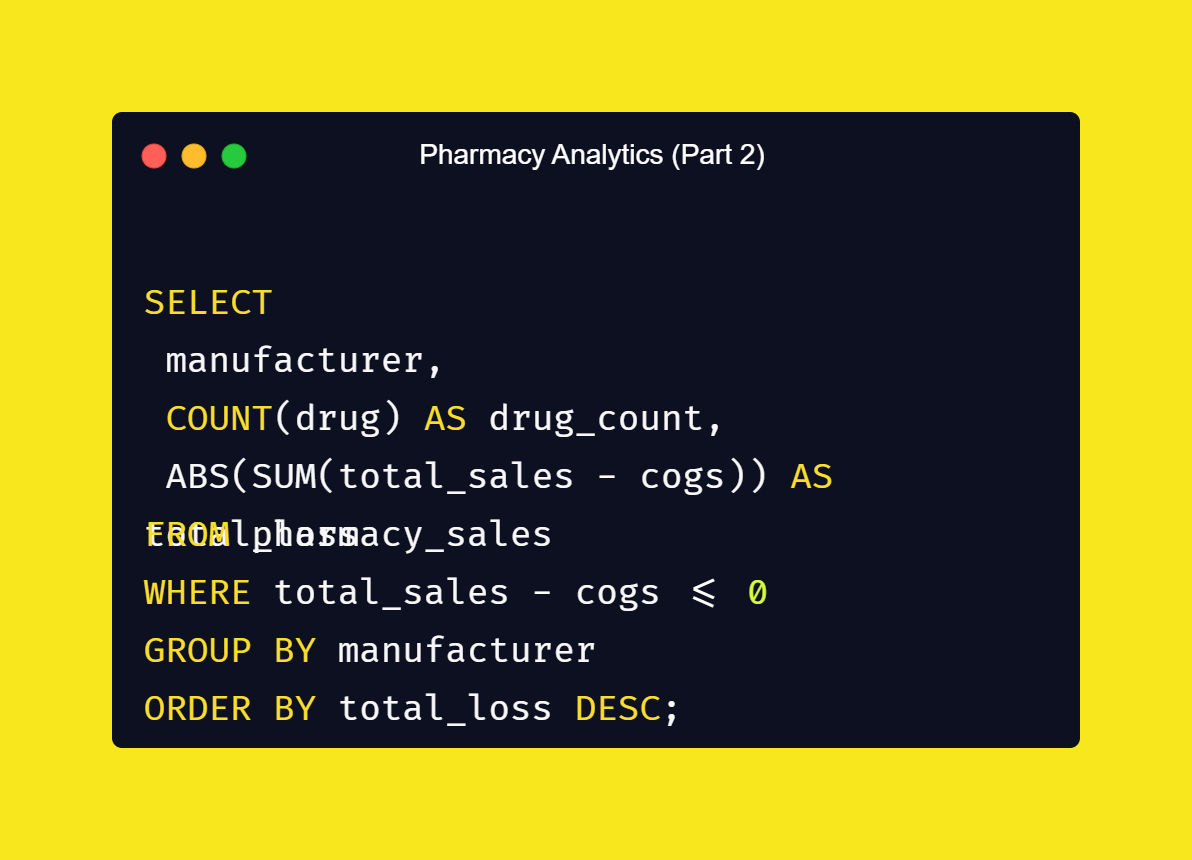 Pharmacy Analytics (Part 2)
SELECT
manufacturer,
COUNT(drug) AS drug_count,
ABS(SUM(total_sales - cogs)) AS
total_loss
FROM pharmacy_sales
WHERE total_sales - cogs <= 0
GROUP BY manufacturer
ORDER BY total_loss DESC;